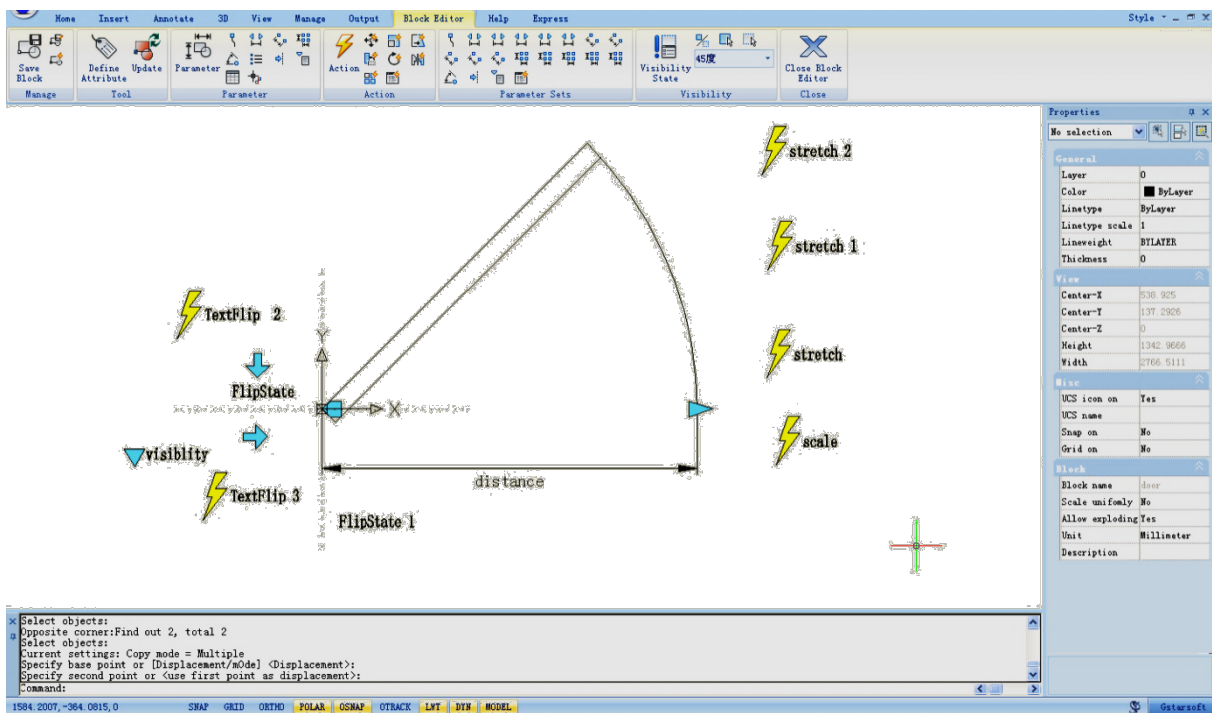 Home Insert Annotate 3D View Manage Output Block Editor Help Express Style
Save Block
Define Attribute
Update
Parameter
Action
Visibility State
45度
Close Block Editor
Manage Tool Parameter Action Parameter Sets Visibility Close
Properties
No selection
General
Layer 0
Color ByLayer
Linetype ByLayer
Linetype scale 1
Lineweight BYLAYER
Thickness 0
View
Center-X 538.925
Center-Y 137.2926
Center-Z 0
Height 1342.9666
Width 2766.5111
Misc
UCS icon on Yes
UCS name
Snap on No
Grid on No
Block
Block name door
Scale unifomly No
Allow exploding Yes
Unit Millimeter
Description
stretch 2
stretch 1
TextFlip 2
Y
stretch
FlipState
X
scale
visiblity
distance
TextFlip 3
FlipState 1
Select objects:
Opposite corner:Find out 2, total 2
Select objects:
Current settings: Copy mode = Multiple
Specify base point or [Displacement/mOde] <Displacement>:
Specify second point or <use first point as displacement>:
Command:
1584.2007,-364.0815,0 SNAP GRID ORTHO POLAR OSNAP OTRACK LWT DYN MODEL Gstarsoft